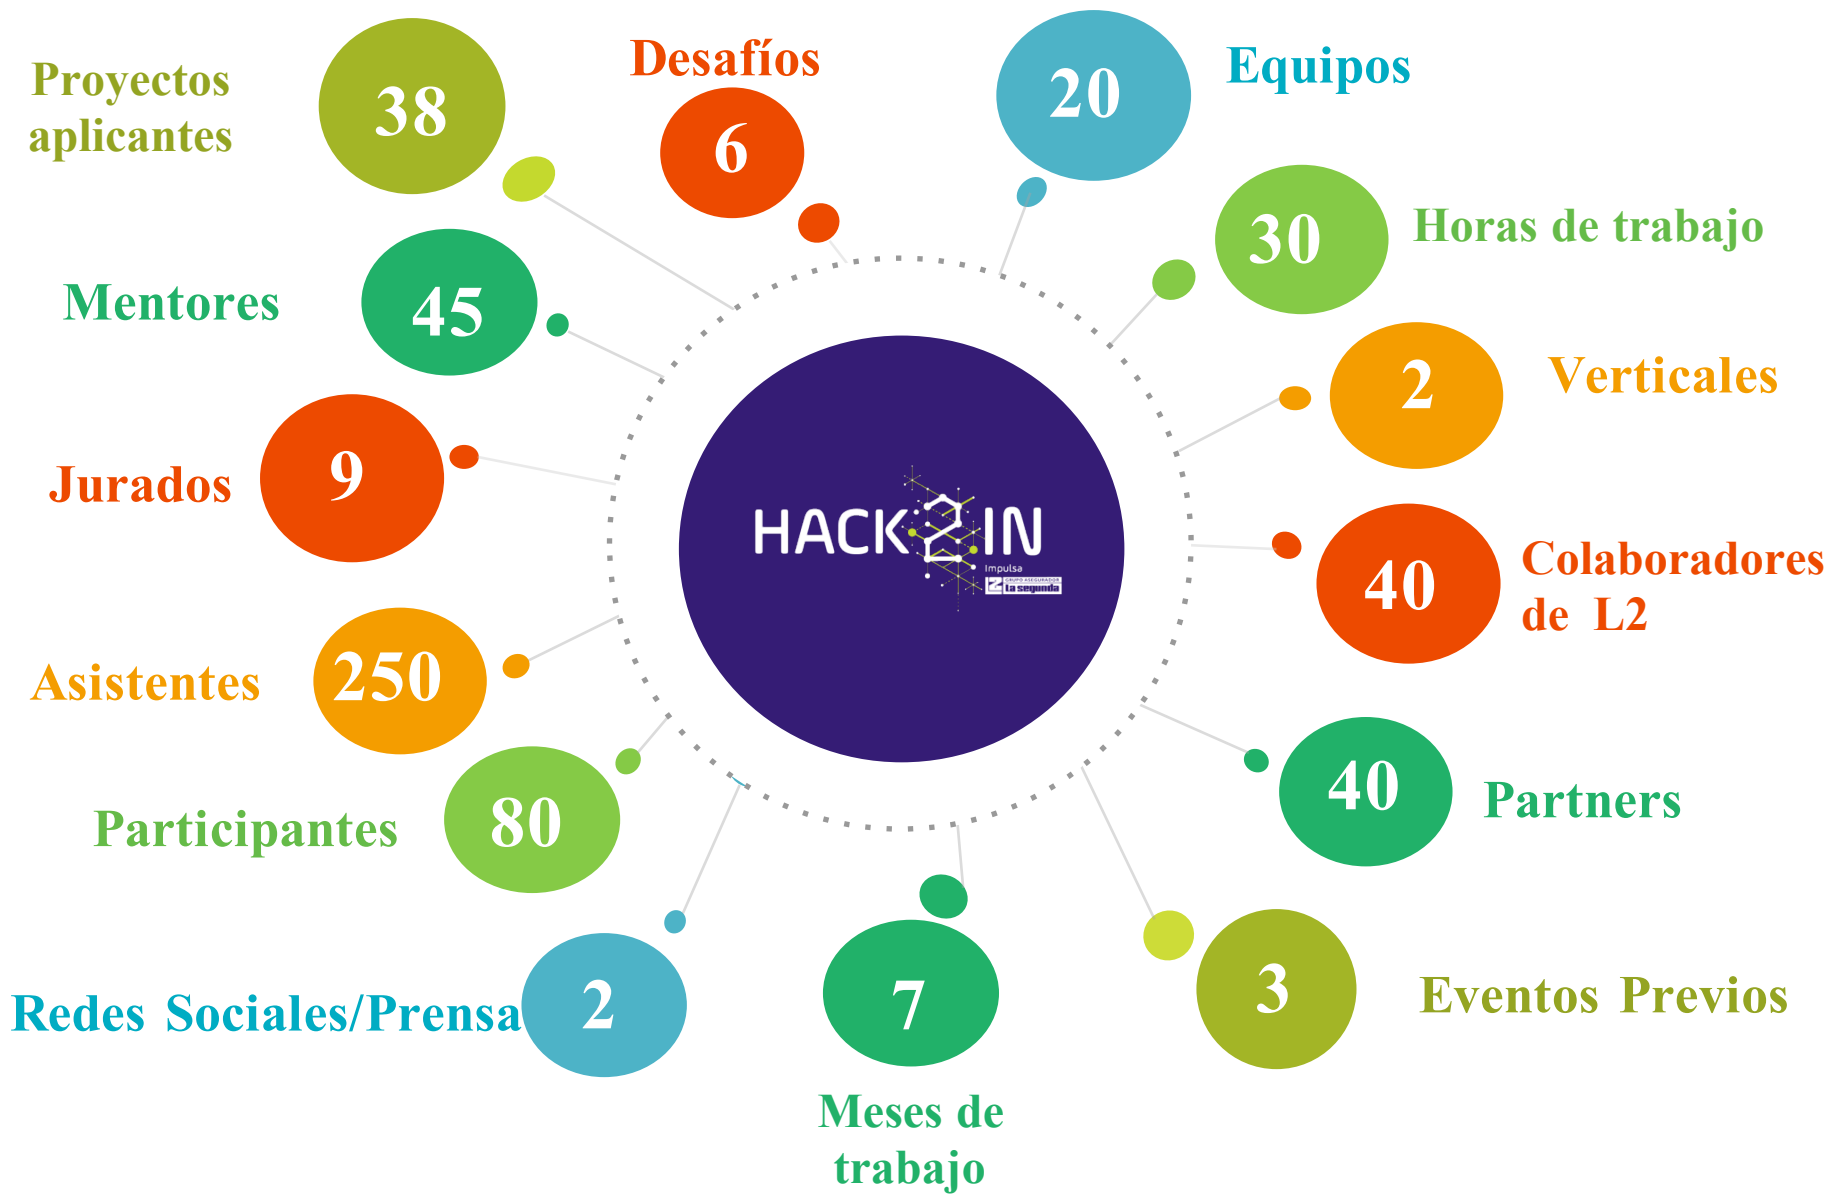 Proyectos
aplicantes
38
Desafíos
6
20
Equipos
30
Horas de trabajo
Mentores
45
2
Verticales
Jurados
9
HACK2IN
Impulsa
GRUPO ASEGURADOR
La segunda
40
Colaboradores
de L2
Asistentes
250
40
Partners
Participantes
80
Redes Sociales/Prensa
2
7
Meses de
trabajo
3
Eventos Previos